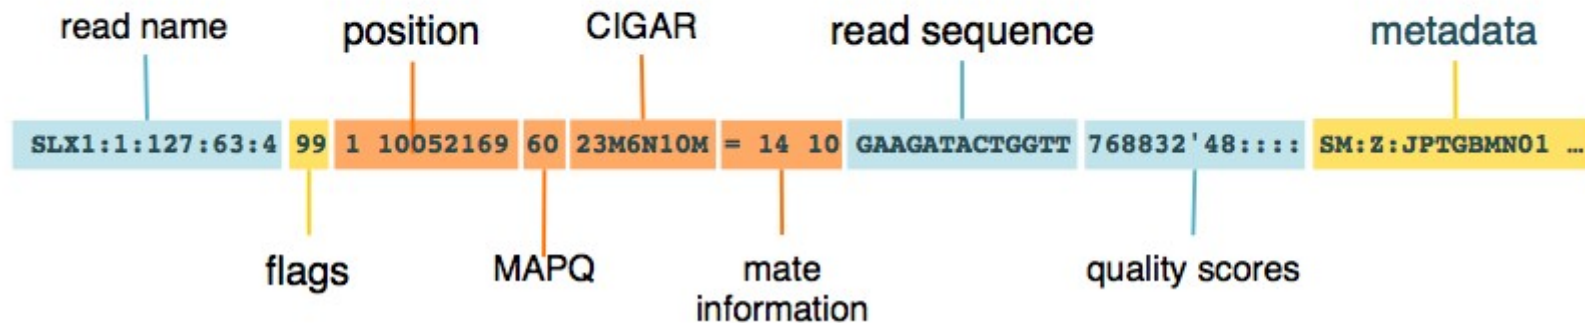 read name position CIGAR read sequence metadata
SLX1:1:127:63:4 99 1 10052169 60 23M6N10M = 14 10 GAAGATACTGGTT 768832'48:::: SM:Z:JPTGBMN01 …
flags MAPQ mate quality scores
information